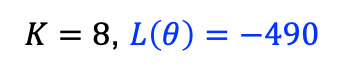 K = 8, L(θ) = −490